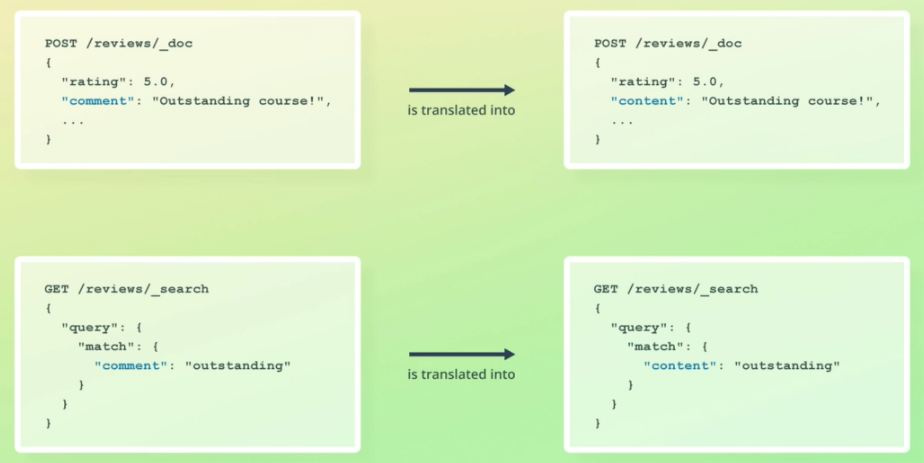 POST /reviews/_doc
{
"rating": 5.0,
"comment": "Outstanding course!",
...
}
is translated into
POST /reviews/_doc
{
"rating": 5.0,
"content": "Outstanding course!",
...
}
GET /reviews/_search
{
"query": {
"match": {
"comment": "outstanding"
}
}
}
is translated into
GET /reviews/_search
{
"query": {
"match": {
"content": "outstanding"
}
}
}